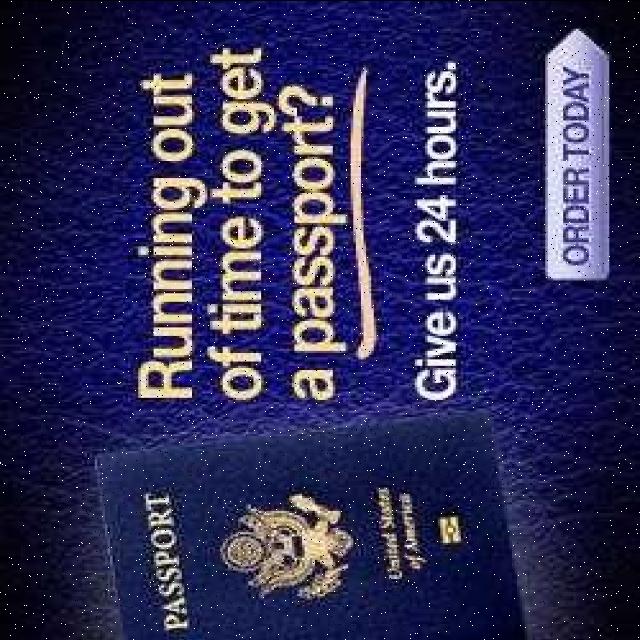 Running out
of time to get
a passport?
Give us 24 hours.
ORDER TODAY
PASSPORT
United States
of America